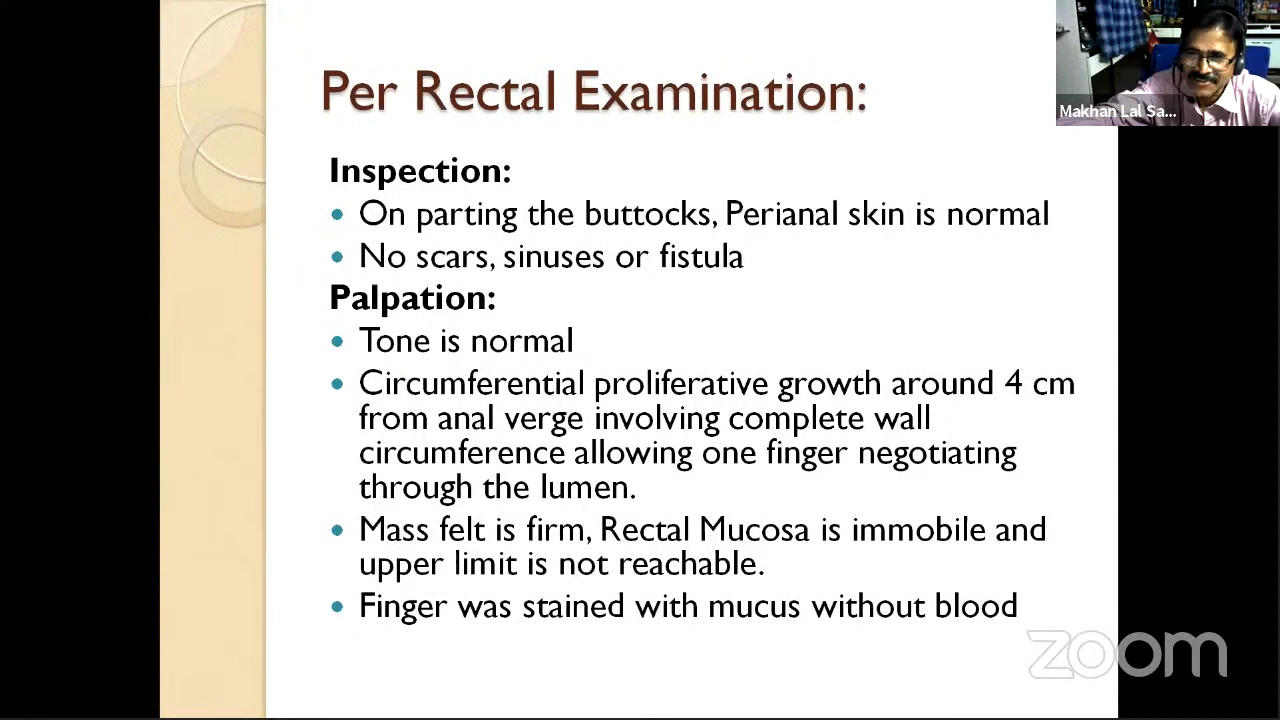 Per Rectal Examination:
Makhan Lal Sa...
Inspection:
• On parting the buttocks, Perianal skin is normal
• No scars, sinuses or fistula
Palpation:
• Tone is normal
• Circumferential proliferative growth around 4 cm
from anal verge involving complete wall
circumference allowing one finger negotiating
through the lumen.
• Mass felt is firm, Rectal Mucosa is immobile and
upper limit is not reachable.
• Finger was stained with mucus without blood
zoom